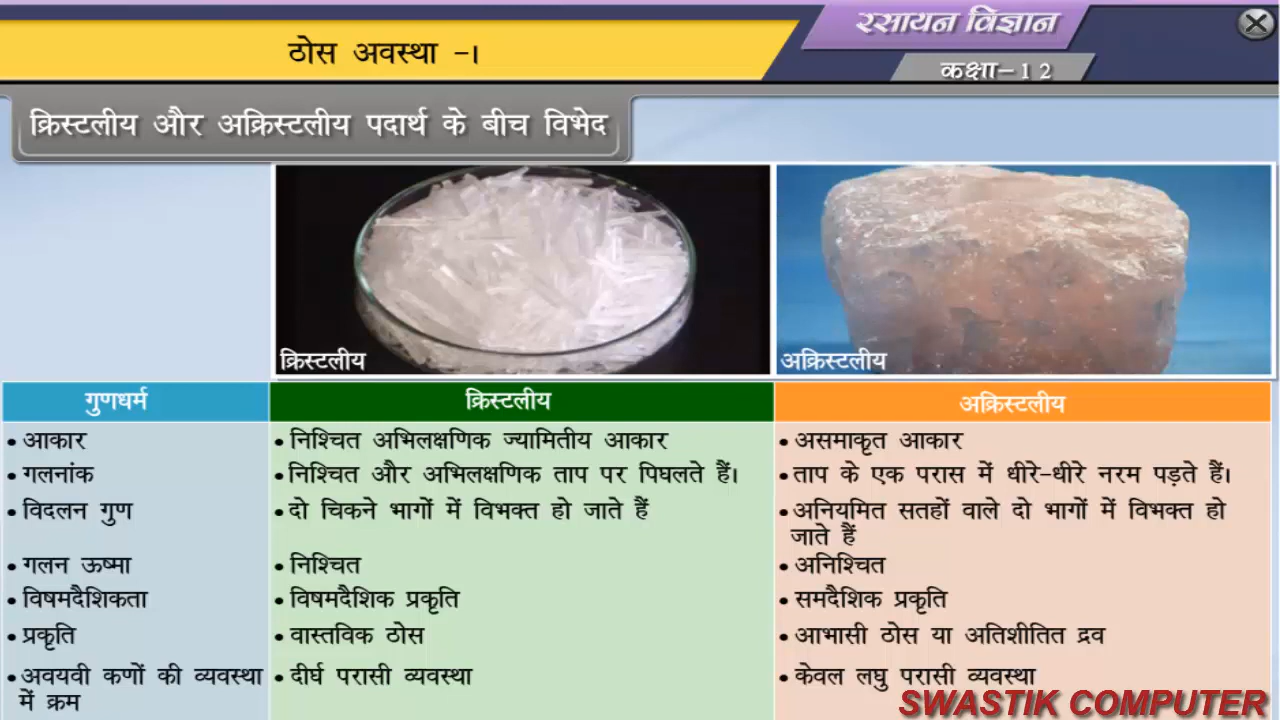 रसायन विज्ञान
ठोस अवस्था -।
कक्षा-12
क्रिस्टलीय और अक्रिस्टलीय पदार्थ के बीच विभेद
क्रिस्टलीय
अक्रिस्टलीय
गुणधर्म क्रिस्टलीय अक्रिस्टलीय
• आकार • निश्चित अभिलक्षणिक ज्यामितीय आकार • असमाकृत आकार
• गलनांक • निश्चित और अभिलक्षणिक ताप पर पिघलते हैं। • ताप के एक परास में धीरे-धीरे नरम पड़ते हैं।
• विदलन गुण • दो चिकने भागों में विभक्त हो जाते हैं • अनियमित सतहों वाले दो भागों में विभक्त हो
जाते हैं
• गलन ऊष्मा • निश्चित • अनिश्चित
• विषमदैशिकता • विषमदैशिक प्रकृति • समदैशिक प्रकृति
• प्रकृति • वास्तविक ठोस • आभासी ठोस या अतिशीतित द्रव
• अवयवी कणों की व्यवस्था • दीर्घ परासी व्यवस्था • केवल लघु परासी व्यवस्था
में क्रम
SWASTIK COMPUTER